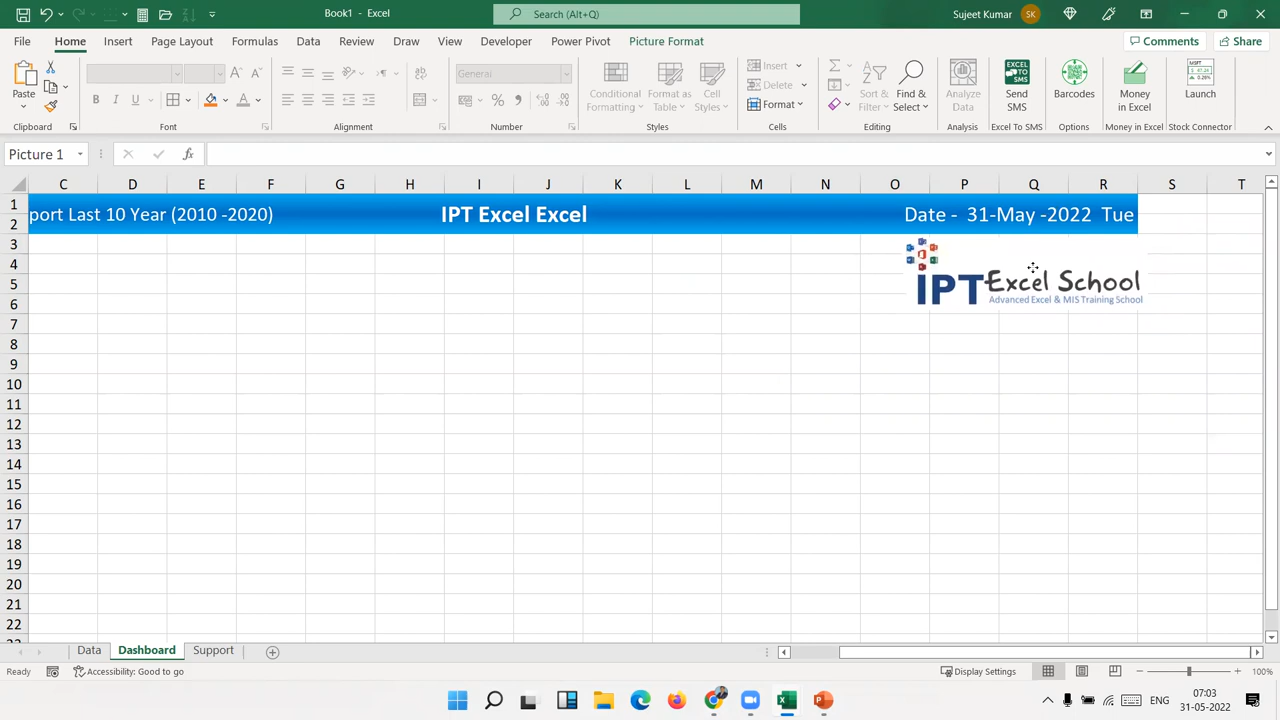 Book1 - Excel
Search (Alt+Q)
Sujeet Kumar
SK
File Home Insert Page Layout Formulas Data Review View Draw Developer Power Pivot Picture Format
Comments
Share
Paste
General
Conditional Formatting
Format as Table
Cell Styles
Insert
Delete
Format
Sort & Filter
Find & Select
Analyze Data
Send SMS
Barcodes
Money in Excel
Launch
Clipboard Font Alignment Number Styles Cells Editing Analysis Excel To SMS Options Money in Excel Stock Connector
Picture 1
fx
C D E F G H I J K L M N O P Q R S T
1
2
port Last 10 Year (2010 -2020) IPT Excel Excel Date - 31-May -2022 Tue
3
4
5
IPT Excel School
Advanced Excel & MIS Training School
6
7
8
9
10
11
12
13
14
15
16
17
18
19
20
21
22
Data Dashboard Support
Ready
Accessibility: Good to go
Display Settings
100%
ENG
07:03
31-05-2022